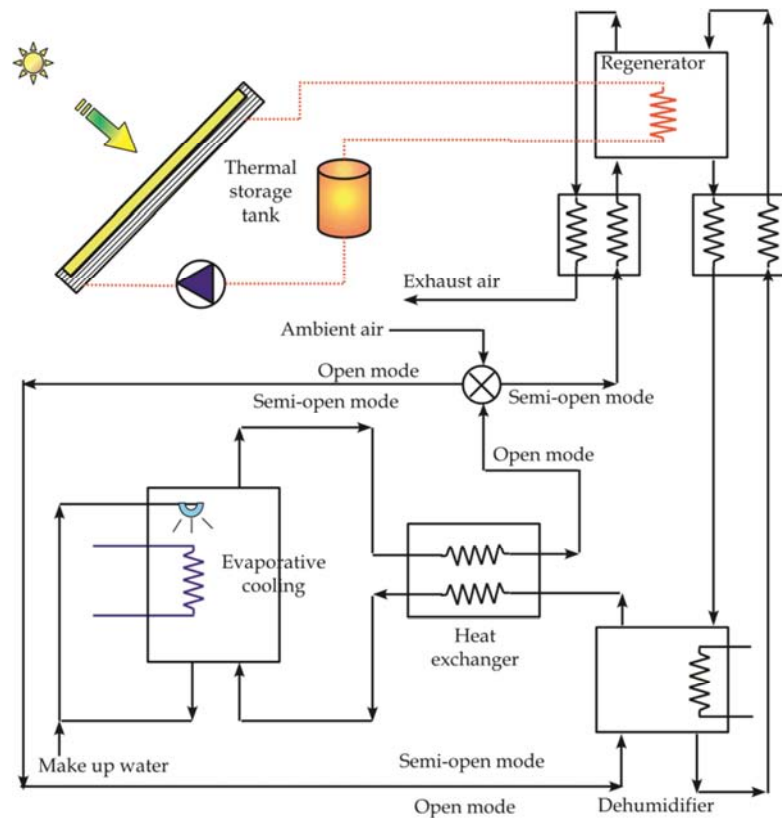 Regenerator
Thermal
storage
tank
Exhaust air
Ambient air
Open mode
Semi-open mode
Semi-open mode
Open mode
Evaporative
cooling
Heat
exchanger
Make up water
Semi-open mode
Open mode
Dehumidifier